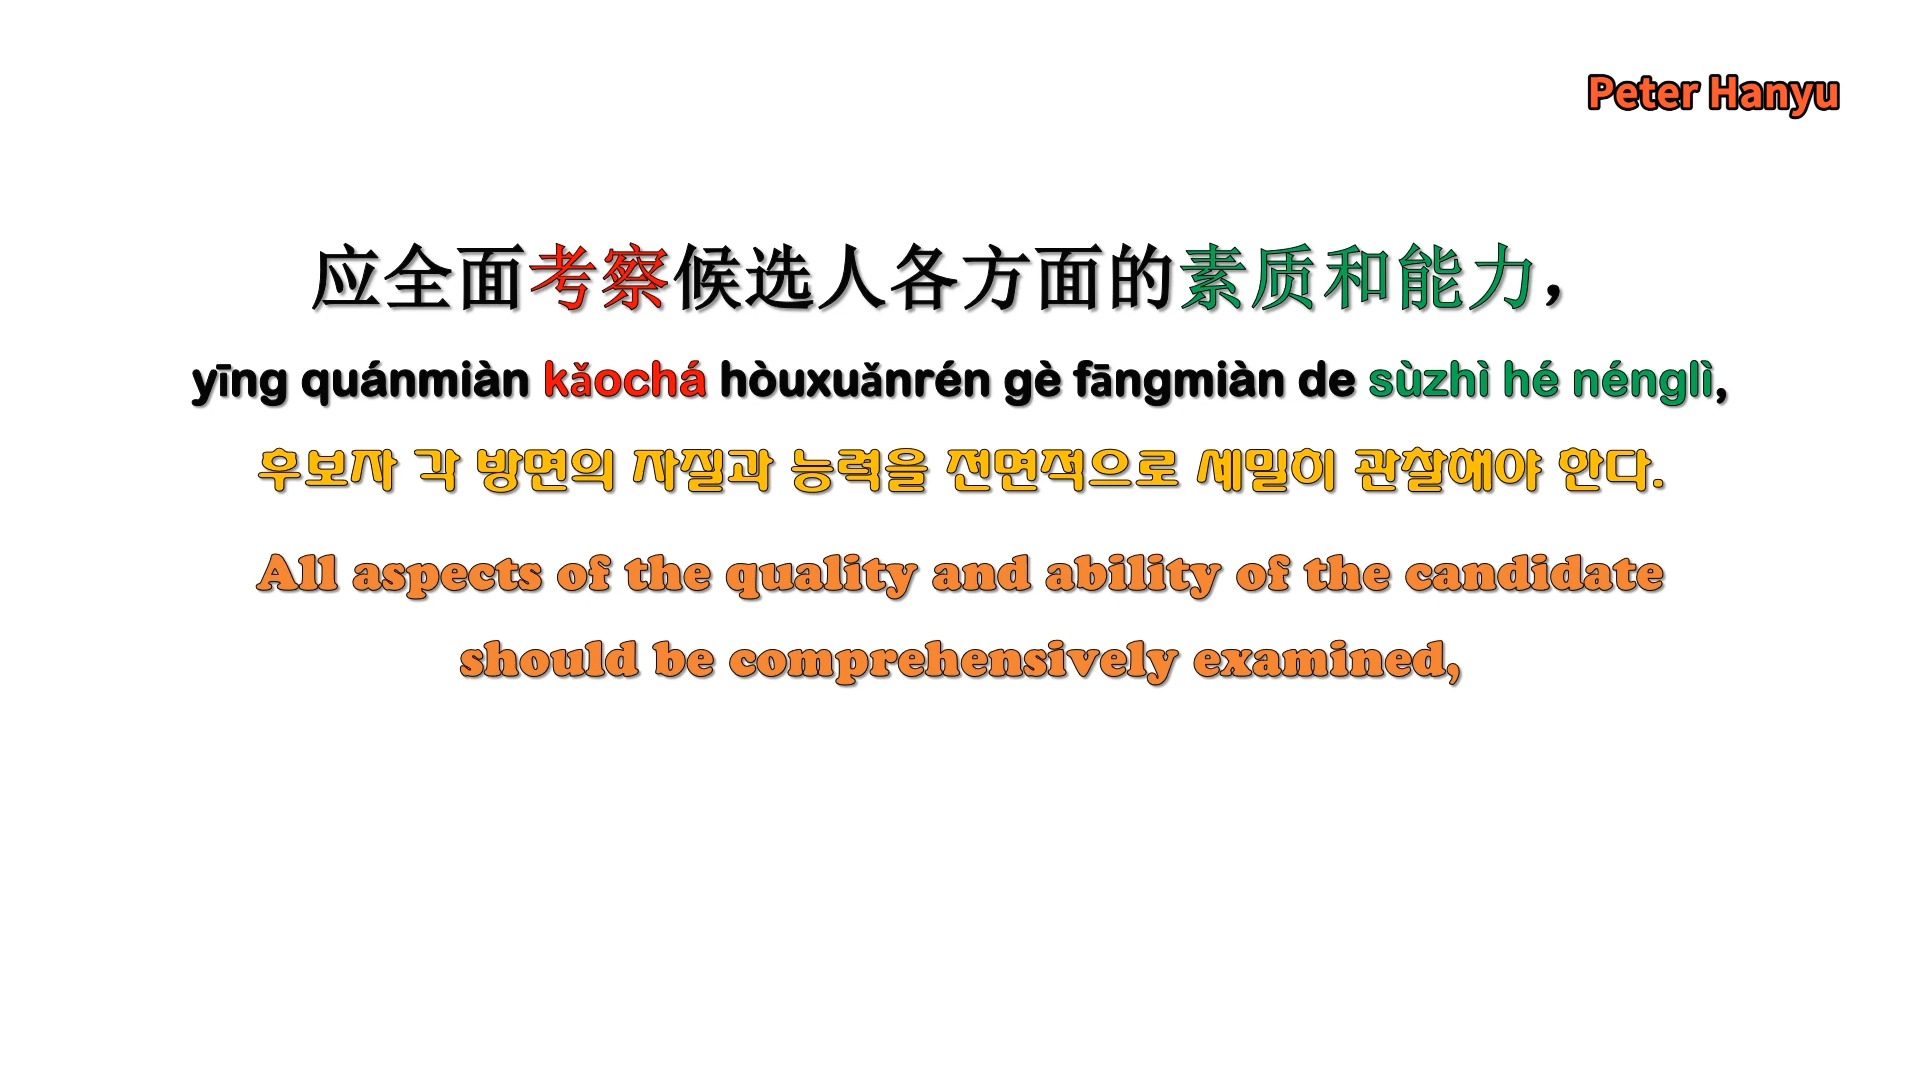 Peter Hanyu
应全面考察候选人各方面的素质和能力，
yīng quánmiàn kǎochá hòuxuǎnrén gè fāngmiàn de sùzhì hé nénglì,
후보자 각 방면의 자질과 능력을 전면적으로 세밀히 관찰해야 한다.
All aspects of the quality and ability of the candidate
should be comprehensively examined,